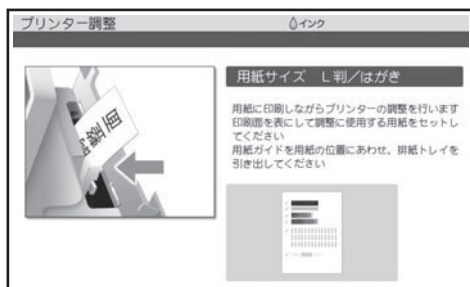 プリンター調整
インク
用紙サイズ L判／はがき
用紙に印刷しながらプリンターの調整を行います
印刷面を表にして調整に使用する用紙をセットし
てください
用紙ガイドを用紙の位置にあわせ、排紙トレイを
引き出してください
裏面